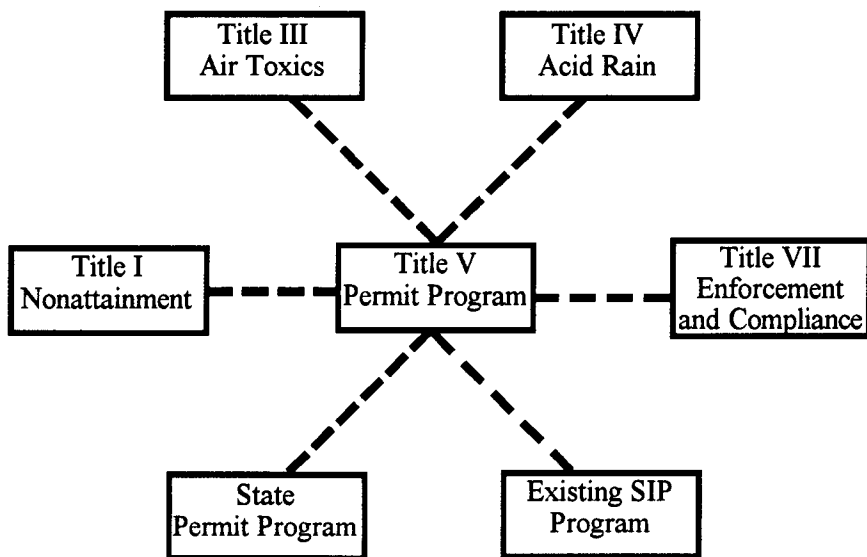 Title III
Air Toxics
Title IV
Acid Rain
Title I
Nonattainment
Title V
Permit Program
Title VII
Enforcement
and Compliance
State
Permit Program
Existing SIP
Program